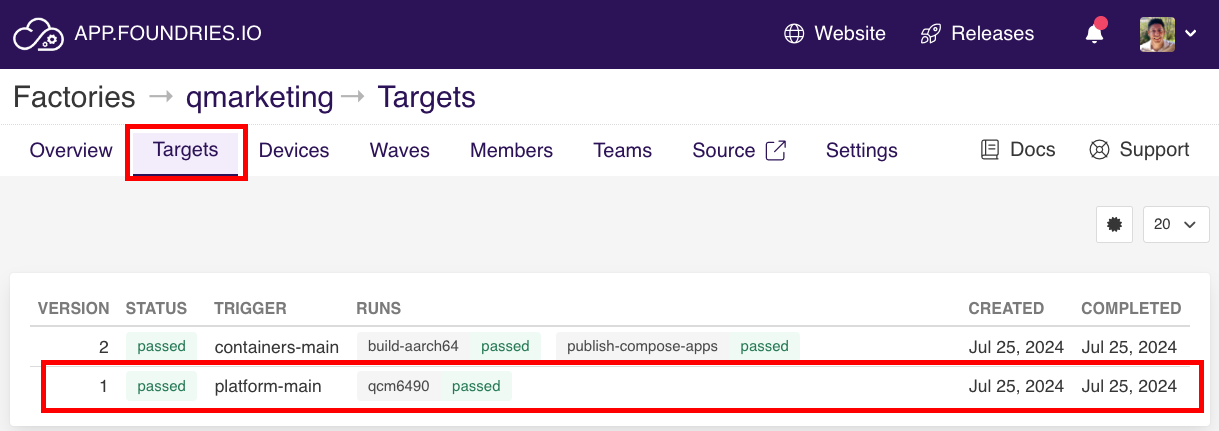 APP.FOUNDRIES.IO Website Releases
Factories → qmarketing → Targets
Overview Targets Devices Waves Members Teams Source Settings Docs Support
20
VERSION STATUS TRIGGER RUNS CREATED COMPLETED
2 passed containers-main build-aarch64 passed publish-compose-apps passed Jul 25, 2024 Jul 25, 2024
1 passed platform-main qcm6490 passed Jul 25, 2024 Jul 25, 2024